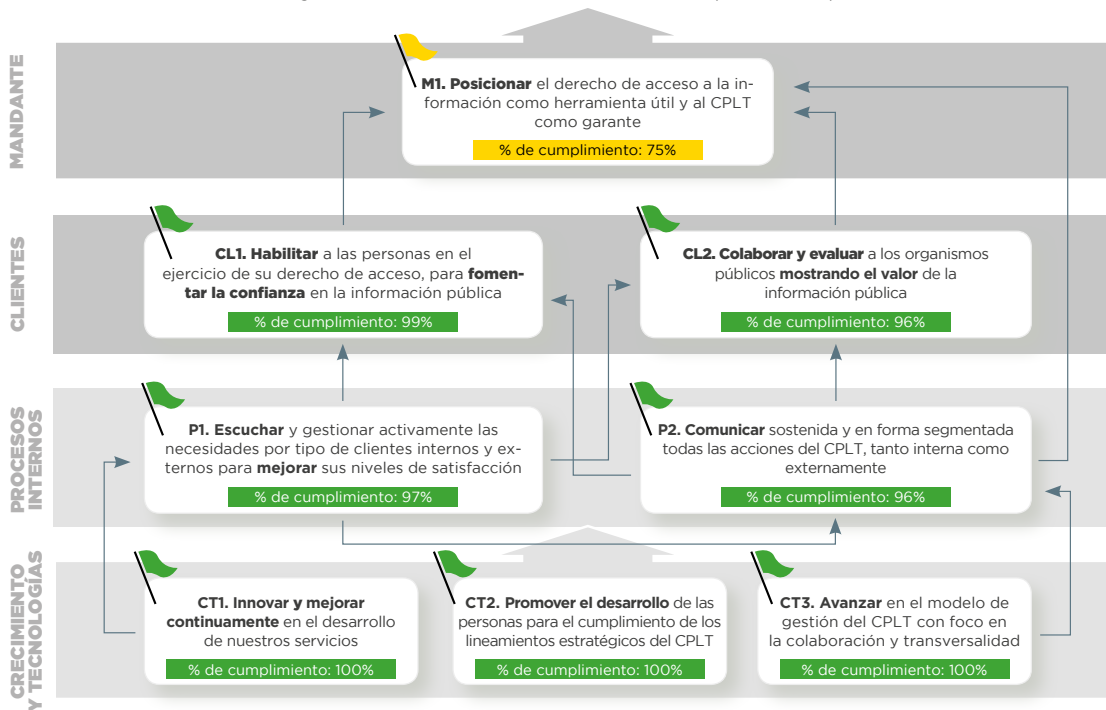 MANDANTE
M1. Posicionar el derecho de acceso a la in-
formación como herramienta útil y al CPLT
como garante
% de cumplimiento: 75%
CLIENTES
CL1. Habilitar a las personas en el
ejercicio de su derecho de acceso, para fomen-
tar la confianza en la información pública
% de cumplimiento: 99%
CL2. Colaborar y evaluar a los organismos
públicos mostrando el valor de la
información pública
% de cumplimiento: 96%
PROCESOS
INTERNOS
P1. Escuchar y gestionar activamente las
necesidades por tipo de clientes internos y ex-
ternos para mejorar sus niveles de satisfacción
% de cumplimiento: 97%
P2. Comunicar sostenida y en forma segmentada
todas las acciones del CPLT, tanto interna como
externamente
% de cumplimiento: 96%
CRECIMIENTO
Y TECNOLOGÍAS
CT1. Innovar y mejorar
continuamente en el desarrollo
de nuestros servicios
% de cumplimiento: 100%
CT2. Promover el desarrollo de las
personas para el cumplimiento de los
lineamientos estratégicos del CPLT
% de cumplimiento: 100%
CT3. Avanzar en el modelo de
gestión del CPLT con foco en
la colaboración y transversalidad
% de cumplimiento: 100%